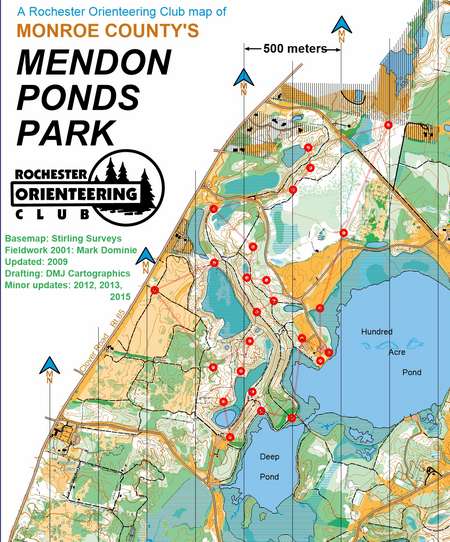 A Rochester Orienteering Club map of
MONROE COUNTY'S
MENDON
PONDS
PARK
500 meters
MN
MN
MN
MN
ROCHESTER
ORIENTEERING
CLUB
Basemap: Stirling Surveys
Fieldwork 2001: Mark Dominie
Updated: 2009
Drafting: DMJ Cartographics
Minor updates: 2012, 2013,
2015
Hundred
Acre
Pond
Deep
Pond